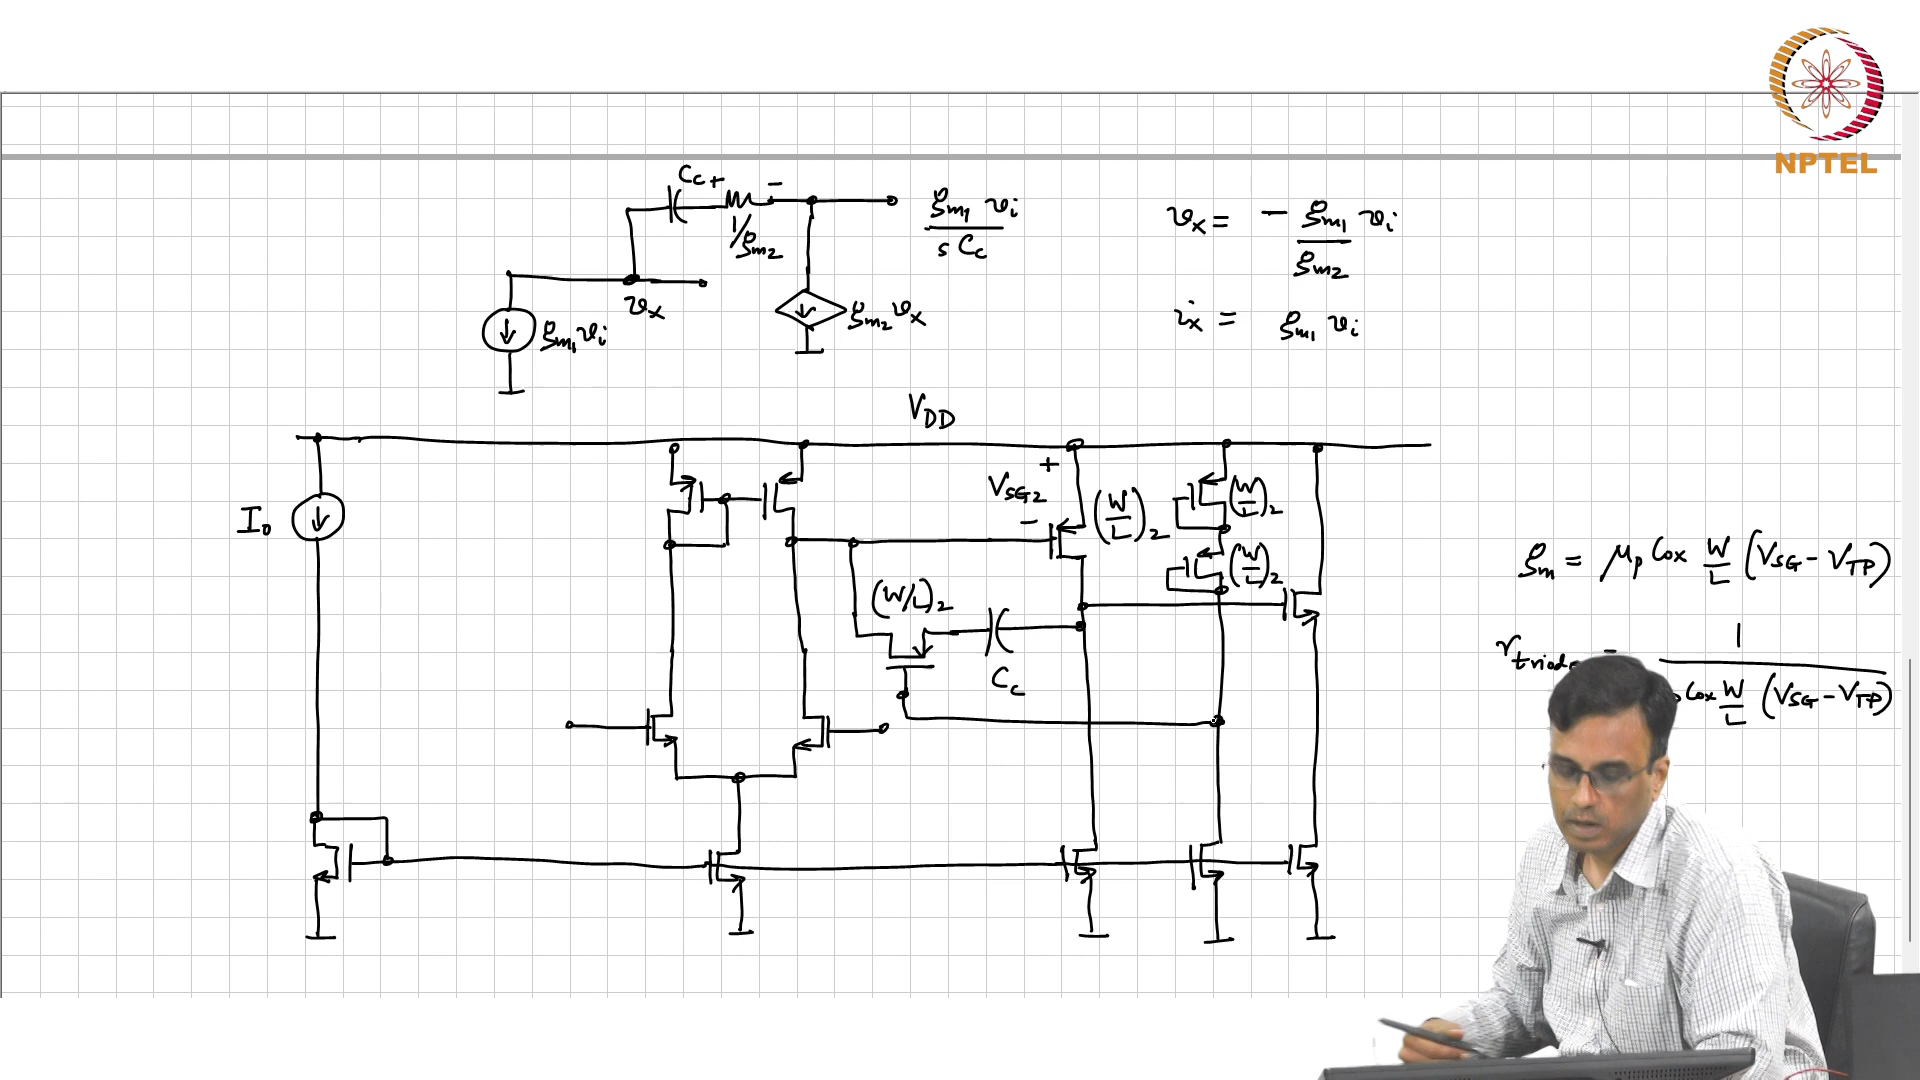 NPTEL
Cc + −
1/gm2
gm1 vi / s Cc
vx = − gm1 / gm2 vi
vx
gm1 vi
gm2 vx
ix = gm1 vi
VDD
I0
+
VSG2
−
(W/L)2
(W/L)2
(W/L)2
(W/L)2
Cc
gm = μp Cox W/L (VSG − VTP)
1
Cox W/L (VSG − VTP)